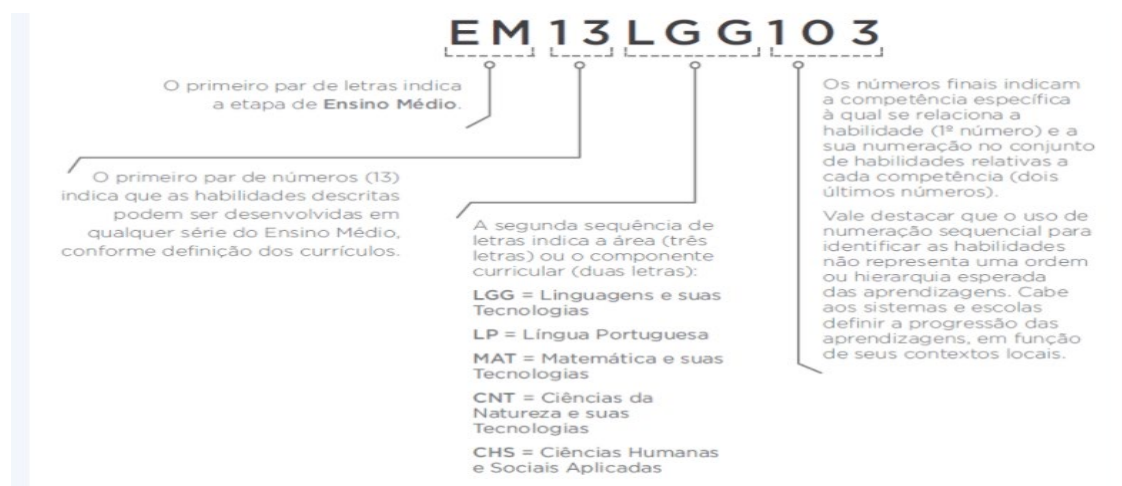 EM13LGG103
O primeiro par de letras indica
a etapa de Ensino Médio.
O primeiro par de números (13)
indica que as habilidades descritas
podem ser desenvolvidas em
qualquer série do Ensino Médio,
conforme definição dos currículos.
A segunda sequência de
letras indica a área (três
letras) ou o componente
curricular (duas letras):
LGG = Linguagens e suas
Tecnologias
LP = Língua Portuguesa
MAT = Matemática e suas
Tecnologias
CNT = Ciências da
Natureza e suas
Tecnologias
CHS = Ciências Humanas
e Sociais Aplicadas
Os números finais indicam
a competência específica
à qual se relaciona a
habilidade (1º número) e a
sua numeração no conjunto
de habilidades relativas a
cada competência (dois
últimos números).
Vale destacar que o uso de
numeração sequencial para
identificar as habilidades
não representa uma ordem
ou hierarquia esperada
das aprendizagens. Cabe
aos sistemas e escolas
definir a progressão das
aprendizagens, em função
de seus contextos locais.